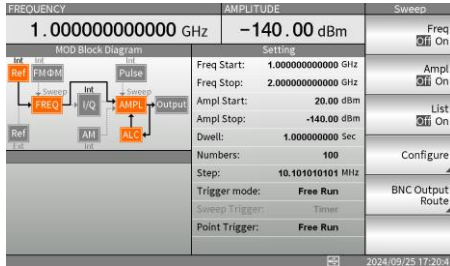 FREQUENCY
AMPLITUDE
Sweep
1.000000000000 GHz
-140.00 dBm
Freq
Off On
MOD Block Diagram
Int
Int
Ref
FMΦM
Pulse
Sweep
Int
Sweep
FREQ
I/Q
AMPL
Output
Ref
AM
ALC
Ext
Int
Setting
Freq Start: 1.000000000000 GHz
Freq Stop: 2.000000000000 GHz
Ampl Start: 20.00 dBm
Ampl Stop: -140.00 dBm
Dwell: 1.000000000 Sec
Numbers: 100
Step: 10.101010101 MHz
Trigger mode: Free Run
Sweep Trigger: Timer
Point Trigger: Free Run
Ampl
Off On
List
Off On
Configure
BNC Output
Route
2024/09/25 17:20:4